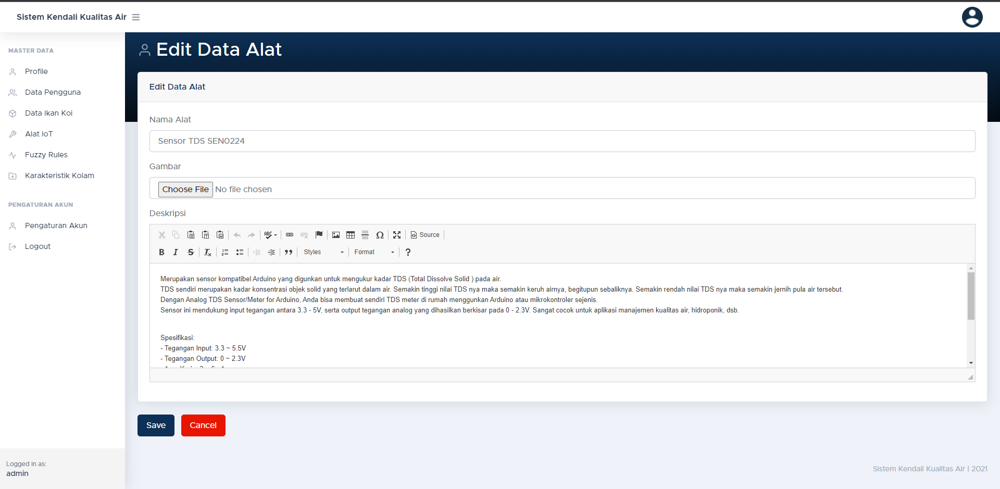 Sistem Kendali Kualitas Air
MASTER DATA
Profile
Data Pengguna
Data Ikan Koi
Alat IoT
Fuzzy Rules
Karakteristik Kolam
PENGATURAN AKUN
Pengaturan Akun
Logout
Logged in as:
admin
Edit Data Alat
Edit Data Alat
Nama Alat
Sensor TDS SEN0224
Gambar
Choose File No file chosen
Deskripsi
ABC Ω Source
B I S Tx Styles Format ?
Merupakan sensor kompatibel Arduino yang digunkan untuk mengukur kadar TDS (Total Dissolve Solid ) pada air.
TDS sendiri merupakan kadar konsentrasi objek solid yang terlarut dalam air. Semakin tinggi nilai TDS nya maka semakin keruh airnya, begitupun sebaliknya. Semakin rendah nilai TDS nya maka semakin jernih pula air tersebut.
Dengan Analog TDS Sensor/Meter for Arduino, Anda bisa membuat sendiri TDS meter di rumah menggunkan Arduino atau mikrokontroler sejenis.
Sensor ini mendukung input tegangan antara 3.3 - 5V, serta output tegangan analog yang dihasilkan berkisar pada 0 - 2.3V. Sangat cocok untuk aplikasi manajemen kualitas air, hidroponik, dsb.
Spesifikasi:
- Tegangan Input: 3.3 ~ 5.5V
- Tegangan Output: 0 ~ 2.3V
Save Cancel
Sistem Kendali Kualitas Air | 2021